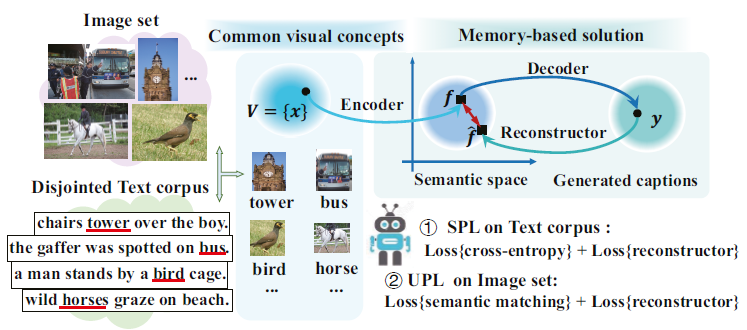 Image set
...
Disjointed Text corpus
chairs tower over the boy.
the gaffer was spotted on bus.
a man stands by a bird cage.
wild horses graze on beach.
Common visual concepts
V = {x}
Encoder
tower
bus
bird
horse
...
...
Memory-based solution
Decoder
f
f̂
y
Reconstructor
Semantic space
Generated captions
① SPL on Text corpus :
Loss{cross-entropy} + Loss{reconstructor}
② UPL on Image set:
Loss{semantic matching} + Loss{reconstructor}